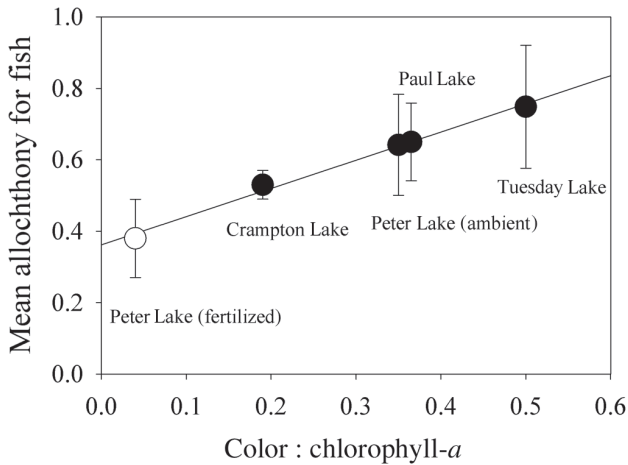 Mean allochthony for fish
1.0
0.8
0.6
0.4
0.2
0.0
Paul Lake
Tuesday Lake
Crampton Lake
Peter Lake (ambient)
Peter Lake (fertilized)
0.0 0.1 0.2 0.3 0.4 0.5 0.6
Color : chlorophyll-a